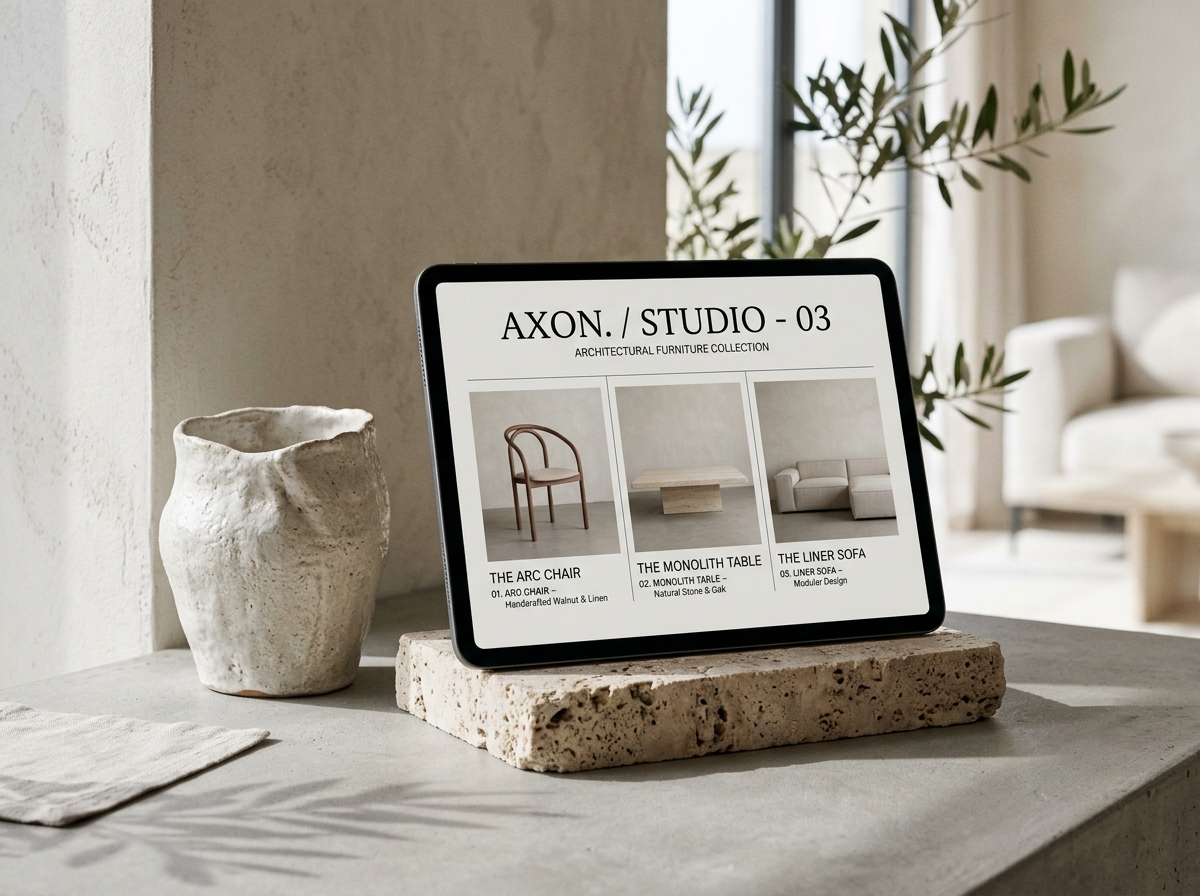 AXON. / STUDIO - 03
ARCHITECTURAL FURNITURE COLLECTION
THE ARC CHAIR
01. ARO CHAIR –
Handarafted Walnut & Linen
THE MONOLITH TABLE
02. MONOLITH TARLE –
Natural Stone & Gak
THE LINER SOFA
05. LINER SOFA –
Moduler Design